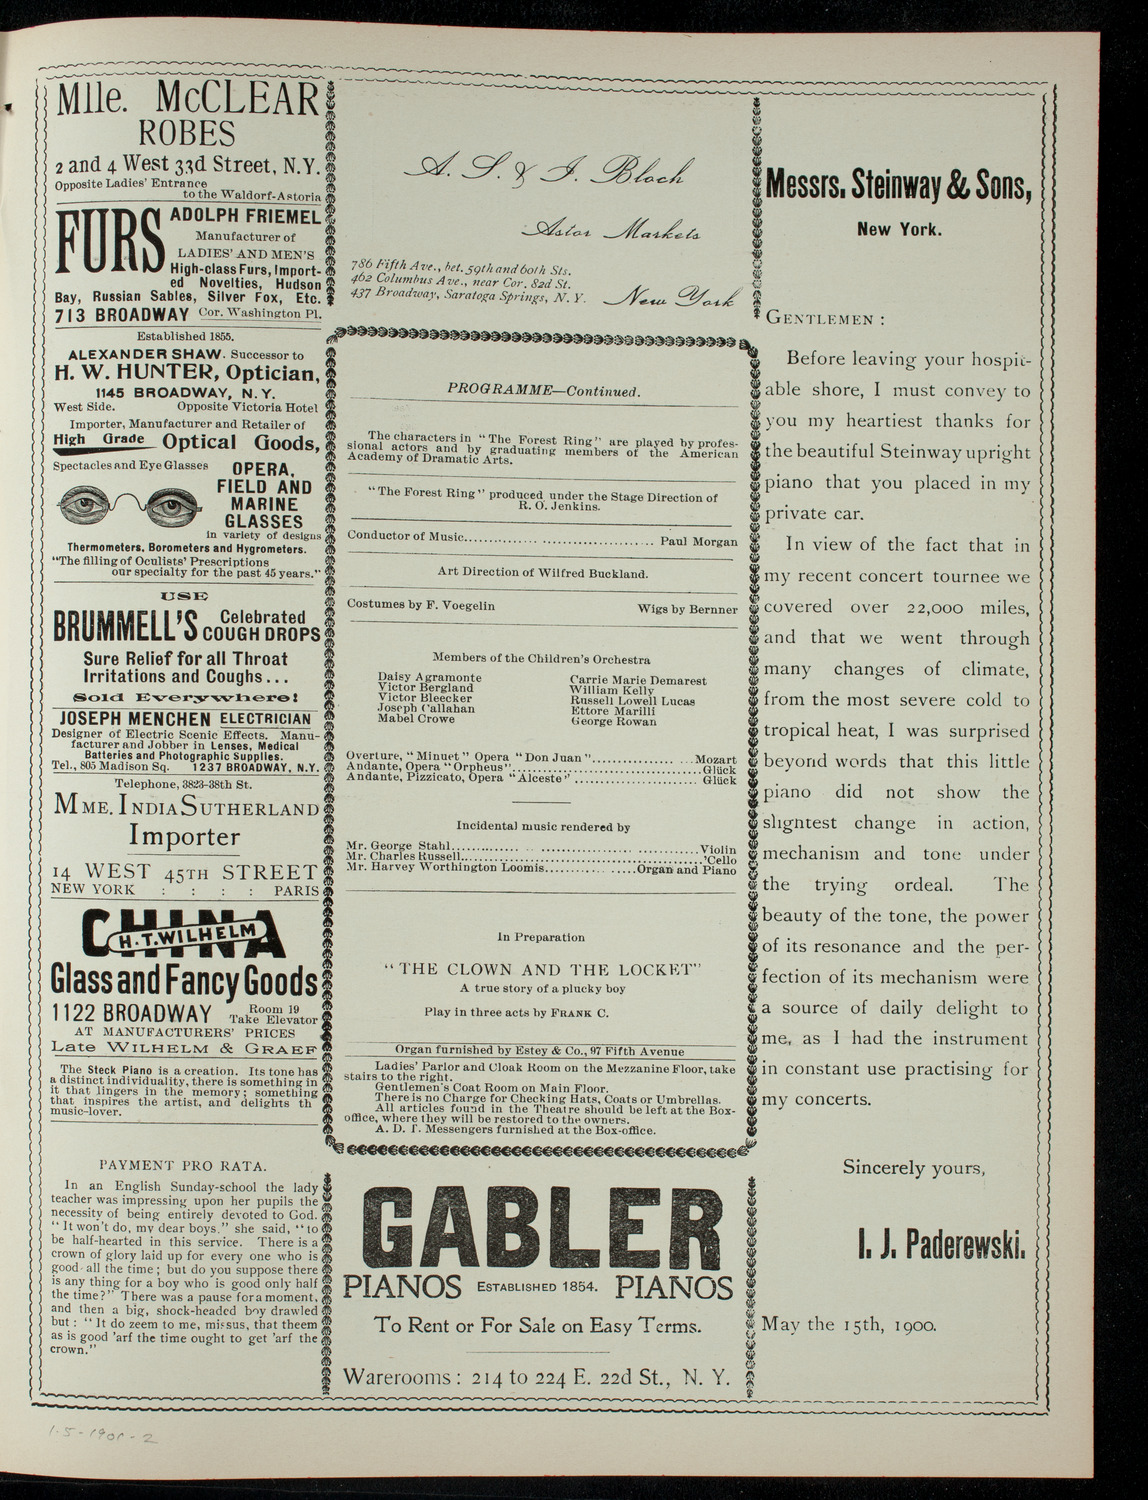 Mlle. McCLEAR
ROBES
2 and 4 West 33d Street, N.Y.
Opposite Ladies' Entrance
to the Waldorf-Astoria
FURS
ADOLPH FRIEMEL
Manufacturer of
LADIES' AND MEN'S
High-class Furs, Import-
ed Novelties, Hudson
Bay, Russian Sables, Silver Fox, Etc.
713 BROADWAY Cor. Washington Pl.
Established 1855.
ALEXANDER SHAW. Successor to
H. W. HUNTER, Optician,
1145 BROADWAY, N. Y.
West Side. Opposite Victoria Hotel
Importer, Manufacturer and Retailer of
High Grade Optical Goods,
Spectacles and Eye Glasses
OPERA,
FIELD AND
MARINE
GLASSES
in variety of designs
Thermometers, Borometers and Hygrometers.
"The filling of Oculists' Prescriptions
our specialty for the past 45 years."
USE
BRUMMELL'S Celebrated
COUGH DROPS
Sure Relief for all Throat
Irritations and Coughs...
Sold Everywhere!
JOSEPH MENCHEN ELECTRICIAN
Designer of Electric Scenic Effects. Manu-
facturer and Jobber in Lenses, Medical
Batteries and Photographic Supplies.
Tel., 805 Madison Sq. 1237 BROADWAY, N.Y.
Telephone, 3823-38th St.
MME. INDIA SUTHERLAND
Importer
14 WEST 45TH STREET
NEW YORK : : : : PARIS
CHINA
H. T. WILHELM
Glass and Fancy Goods
1122 BROADWAY Room 19
Take Elevator
AT MANUFACTURERS' PRICES
Late WILHELM & GRAEF
The Steck Piano is a creation. Its tone has
a distinct individuality, there is something in
it that lingers in the memory; something
that inspires the artist, and delights th
music-lover.
PAYMENT PRO RATA.
In an English Sunday-school the lady
teacher was impressing upon her pupils the
necessity of being entirely devoted to God.
"It won't do, my dear boys," she said, "to
be half-hearted in this service. There is a
crown of glory laid up for every one who is
good all the time; but do you suppose there
is any thing for a boy who is good only half
the time?" There was a pause for a moment,
and then a big, shock-headed boy drawled
but: "It do zeem to me, missus, that theem
as is good 'arf the time ought to get 'arf the
crown."
A. S. & J. Bloch
Astor Markets
786 Fifth Ave., bet. 59th and 60th Sts.
462 Columbus Ave., near Cor. 82d St.
437 Broadway, Saratoga Springs, N. Y.
New York
PROGRAMME—Continued.
The characters in "The Forest Ring" are played by profes-
sional actors and by graduating members of the American
Academy of Dramatic Arts.
"The Forest Ring" produced under the Stage Direction of
R. O. Jenkins.
Conductor of Music.................................... Paul Morgan
Art Direction of Wilfred Buckland.
Costumes by F. Voegelin Wigs by Bernner
Members of the Children's Orchestra
Daisy Agramonte Carrie Marie Demarest
Victor Bergland William Kelly
Victor Bleecker Russell Lowell Lucas
Joseph Callahan Ettore Marilli
Mabel Crowe George Rowan
Overture, "Minuet" Opera "Don Juan"....................Mozart
Andante, Opera "Orpheus"....................................Glück
Andante, Pizzicato, Opera "Alceste"........................ Glück
Incidental music rendered by
Mr. George Stahl........................................Violin
Mr. Charles Russell........................................'Cello
Mr. Harvey Worthington Loomis................Organ and Piano
In Preparation
"THE CLOWN AND THE LOCKET"
A true story of a plucky boy
Play in three acts by FRANK C.
Organ furnished by Estey & Co., 97 Fifth Avenue
Ladies' Parlor and Cloak Room on the Mezzanine Floor, take
stairs to the right.
Gentlemen's Coat Room on Main Floor.
There is no Charge for Checking Hats, Coats or Umbrellas.
All articles found in the Theatre should be left at the Box-
office, where they will be restored to the owners.
A. D. T. Messengers furnished at the Box-office.
GABLER
PIANOS ESTABLISHED 1854. PIANOS
To Rent or For Sale on Easy Terms.
Warerooms: 214 to 224 E. 22d St., N. Y.
Messrs. Steinway & Sons,
New York.
GENTLEMEN:
Before leaving your hospit-
able shore, I must convey to
you my heartiest thanks for
the beautiful Steinway upright
piano that you placed in my
private car.
In view of the fact that in
my recent concert tournee we
covered over 22,000 miles,
and that we went through
many changes of climate,
from the most severe cold to
tropical heat, I was surprised
beyond words that this little
piano did not show the
sligntest change in action,
mechanism and tone under
the trying ordeal. The
beauty of the tone, the power
of its resonance and the per-
fection of its mechanism were
a source of daily delight to
me, as I had the instrument
in constant use practising for
my concerts.
Sincerely yours,
I. J. Paderewski.
May the 15th, 1900.
1-5-1901-2